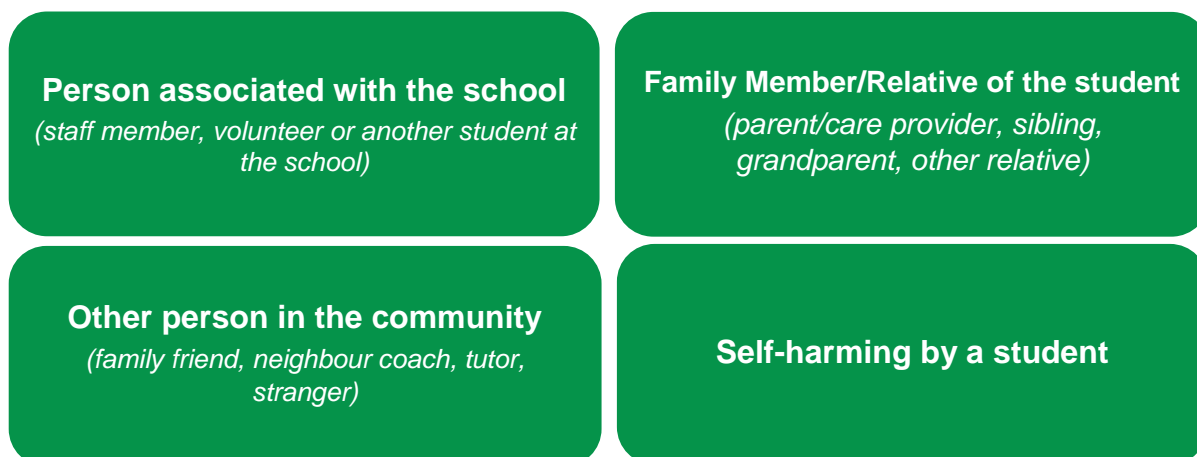 Person associated with the school
(staff member, volunteer or another student at
the school)
Family Member/Relative of the student
(parent/care provider, sibling,
grandparent, other relative)
Other person in the community
(family friend, neighbour coach, tutor,
stranger)
Self-harming by a student